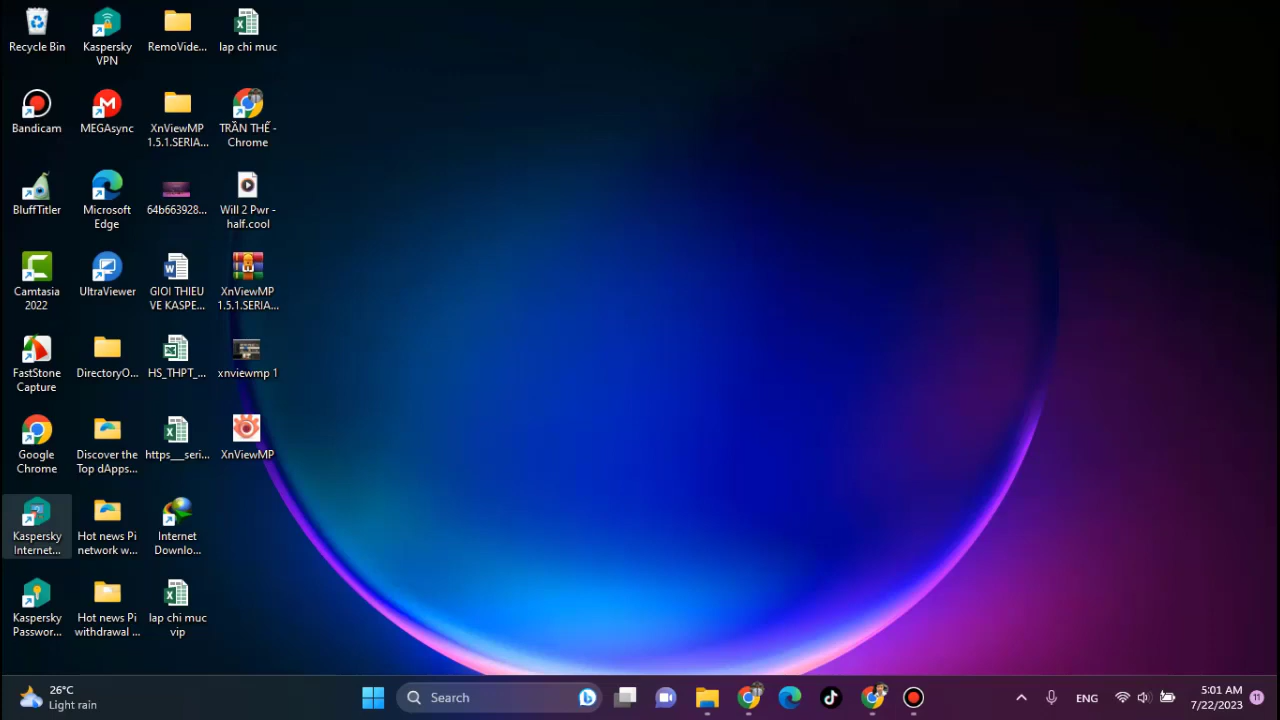 Recycle Bin
Kaspersky
VPN
RemoVide...
lap chi muc
Bandicam
MEGAsync
XnViewMP
1.5.1.SERIA...
TRẦN THẾ -
Chrome
BluffTitler
Microsoft
Edge
64b663928...
Will 2 Pwr -
half.cool
Camtasia
2022
UltraViewer
GIOI THIEU
VE KASPE...
XnViewMP
1.5.1.SERIA...
FastStone
Capture
DirectoryO...
HS_THPT_...
xnviewmp 1
Google
Chrome
Discover the
Top dApps...
https__seri...
XnViewMP
Kaspersky
Internet...
Hot news Pi
network w...
Internet
Downlo...
Kaspersky
Passwor...
Hot news Pi
withdrawal ...
lap chi muc
vip
26°C
Light rain
Search
ENG
5:01 AM
7/22/2023
11